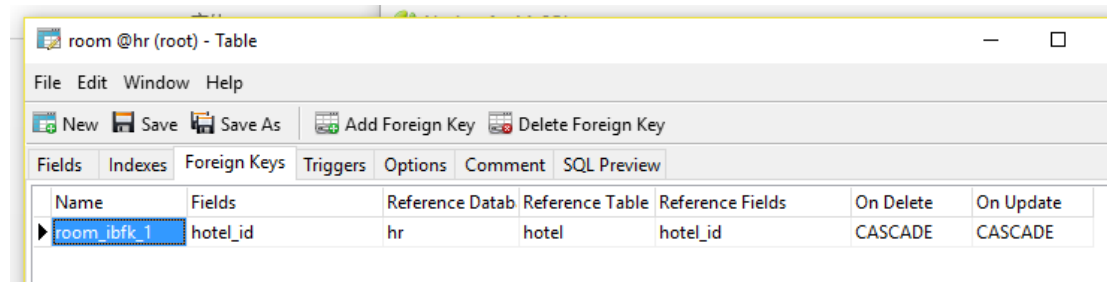 room @hr (root) - Table
File Edit Window Help
New Save Save As Add Foreign Key Delete Foreign Key
Fields Indexes Foreign Keys Triggers Options Comment SQL Preview
Name Fields Reference Datab Reference Table Reference Fields On Delete On Update
room_ibfk_1 hotel_id hr hotel hotel_id CASCADE CASCADE